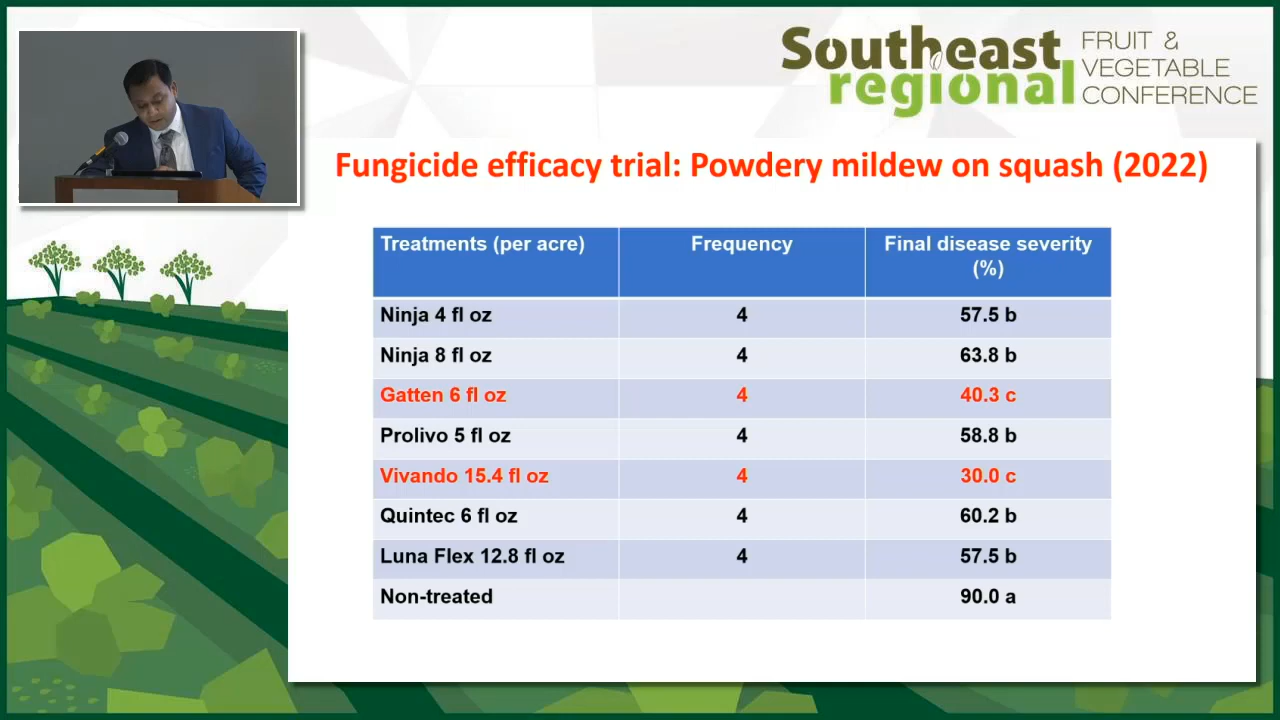 Southeast
regional
FRUIT &
VEGETABLE
CONFERENCE
Fungicide efficacy trial: Powdery mildew on squash (2022)
Treatments (per acre) Frequency Final disease severity
(%)
Ninja 4 fl oz 4 57.5 b
Ninja 8 fl oz 4 63.8 b
Gatten 6 fl oz 4 40.3 c
Prolivo 5 fl oz 4 58.8 b
Vivando 15.4 fl oz 4 30.0 c
Quintec 6 fl oz 4 60.2 b
Luna Flex 12.8 fl oz 4 57.5 b
Non-treated 90.0 a